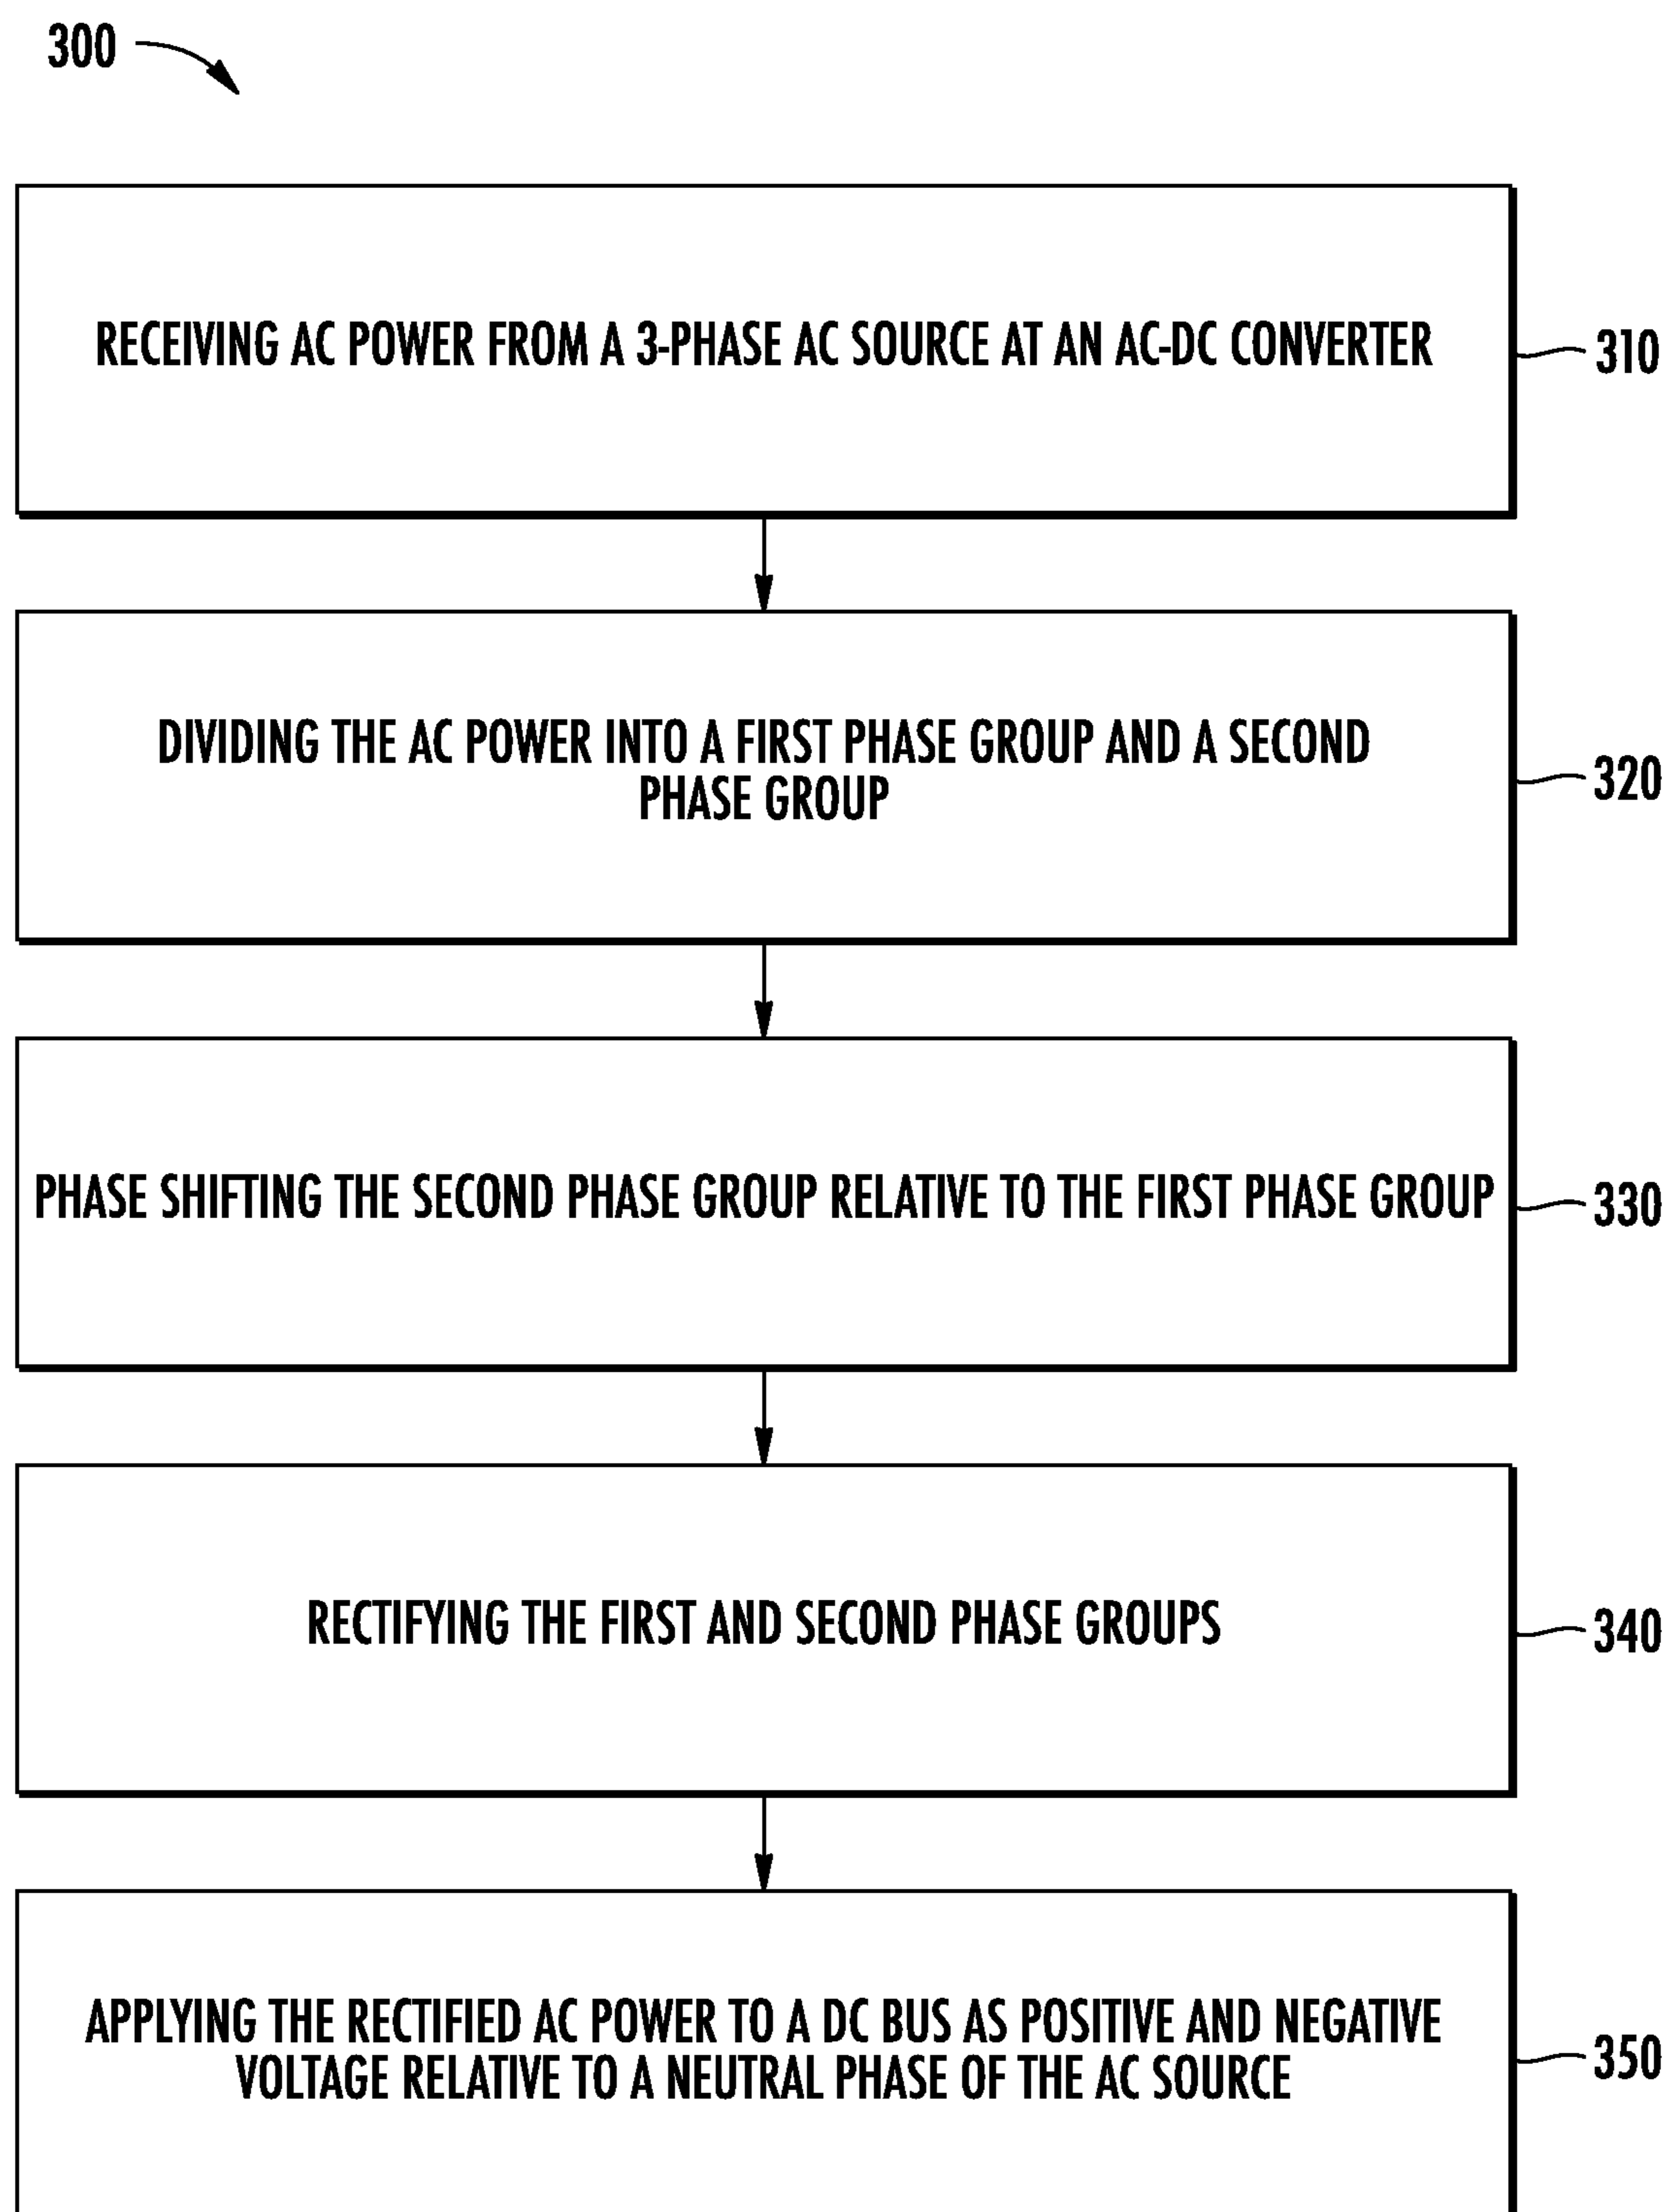 300
RECEIVING AC POWER FROM A 3-PHASE AC SOURCE AT AN AC-DC CONVERTER
310
DIVIDING THE AC POWER INTO A FIRST PHASE GROUP AND A SECOND
PHASE GROUP
320
PHASE SHIFTING THE SECOND PHASE GROUP RELATIVE TO THE FIRST PHASE GROUP
330
RECTIFYING THE FIRST AND SECOND PHASE GROUPS
340
APPLYING THE RECTIFIED AC POWER TO A DC BUS AS POSITIVE AND NEGATIVE
VOLTAGE RELATIVE TO A NEUTRAL PHASE OF THE AC SOURCE
350